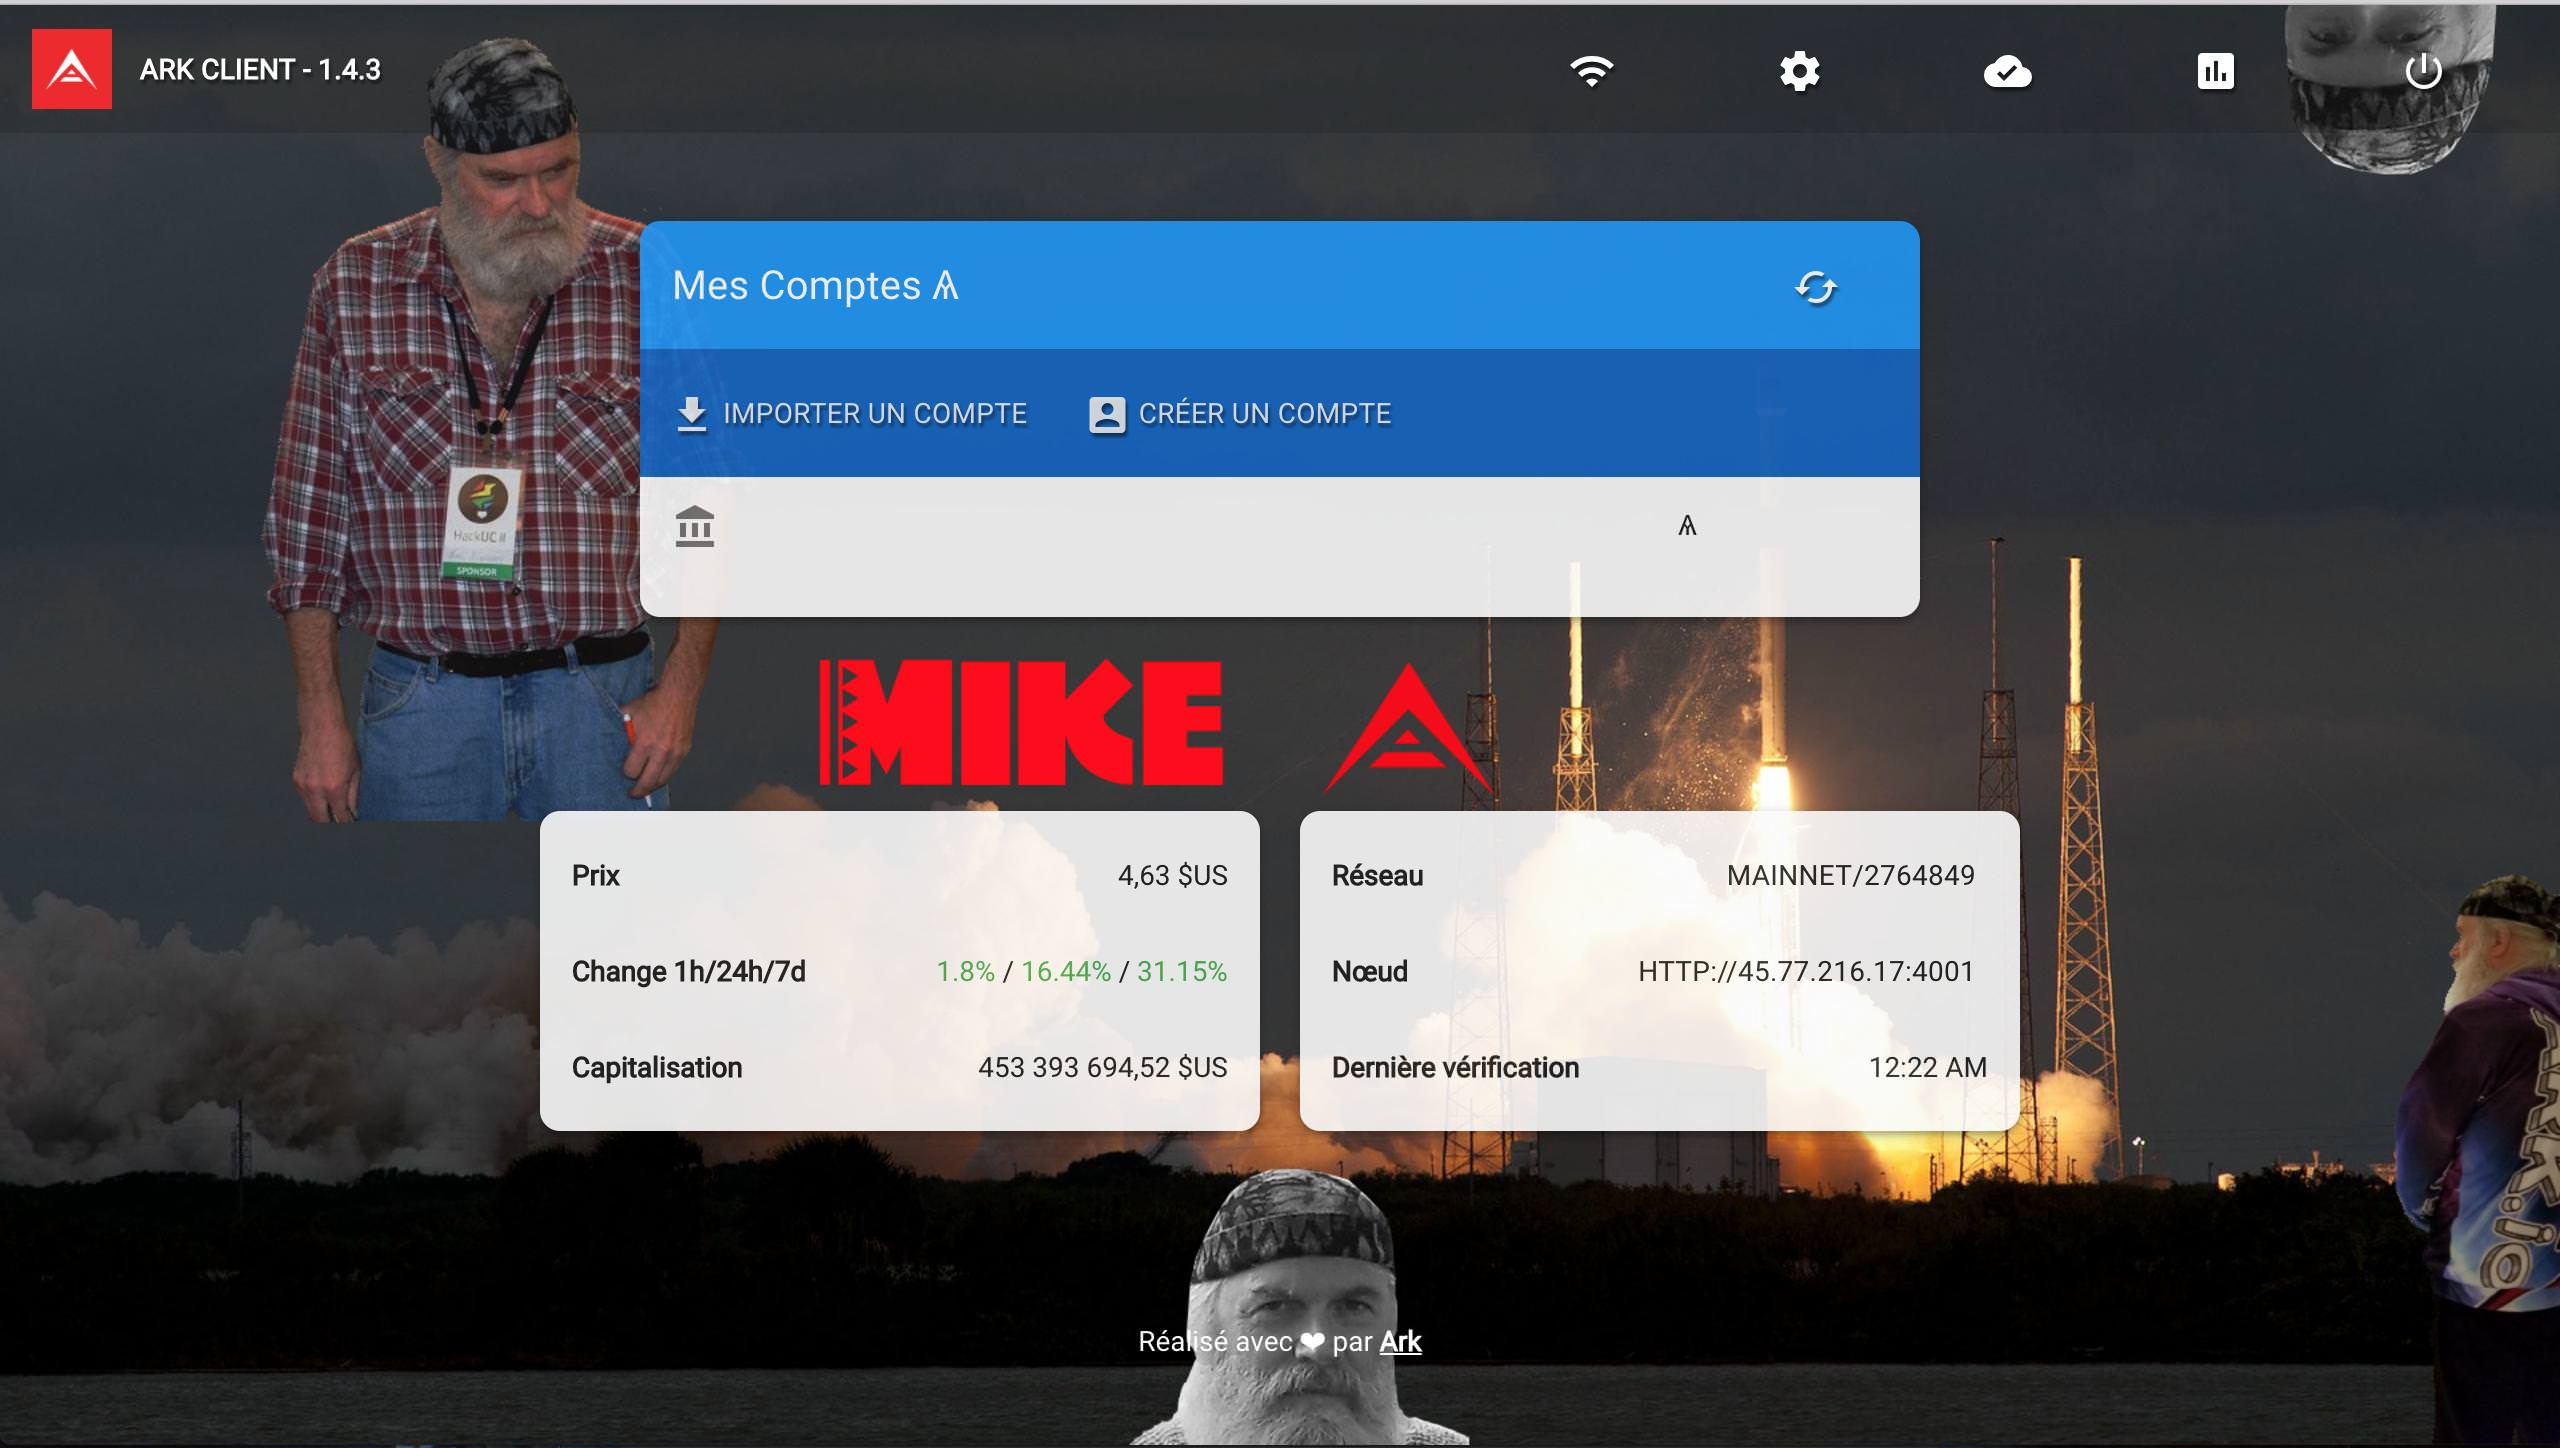 ARK CLIENT - 1.4.3
Mes Comptes Ѧ
IMPORTER UN COMPTE CRÉER UN COMPTE
Ѧ
HackUC II
SPONSOR
MIKE
Prix 4,63 $US
Change 1h/24h/7d 1.8% / 16.44% / 31.15%
Capitalisation 453 393 694,52 $US
Réseau MAINNET/2764849
Nœud HTTP://45.77.216.17:4001
Dernière vérification 12:22 AM
ARK.io
Réalisé avec ❤ par Ark